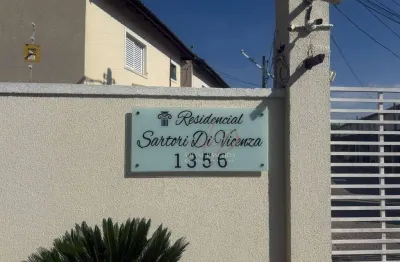 Residencial
Sartori Di Vicenza
1356